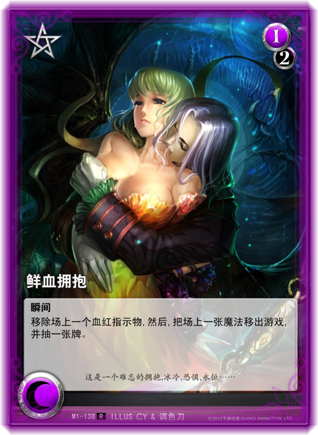 1
2
鲜血拥抱
瞬间
移除场上一个血红指示物,然后,把场上一张魔法移出游戏,
并抽一张牌。
这是一个难忘的拥抱,冰冷,恐惧,永恒……
M1-138 R ILLUS CY & 调色刀